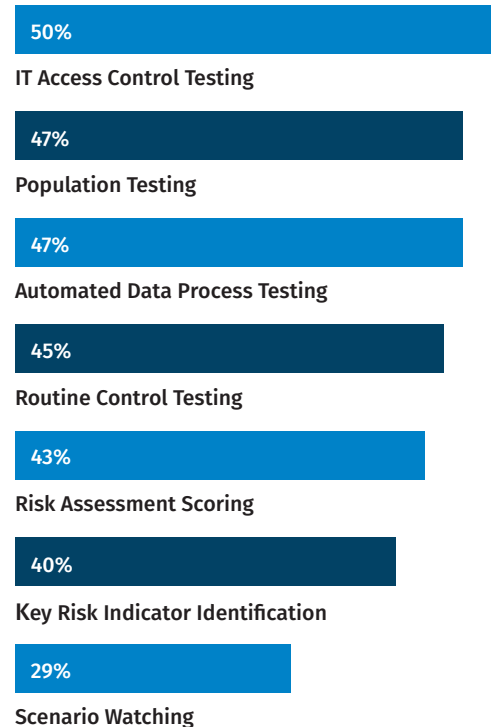 50%
IT Access Control Testing
47%
Population Testing
47%
Automated Data Process Testing
45%
Routine Control Testing
43%
Risk Assessment Scoring
40%
Key Risk Indicator Identification
29%
Scenario Watching